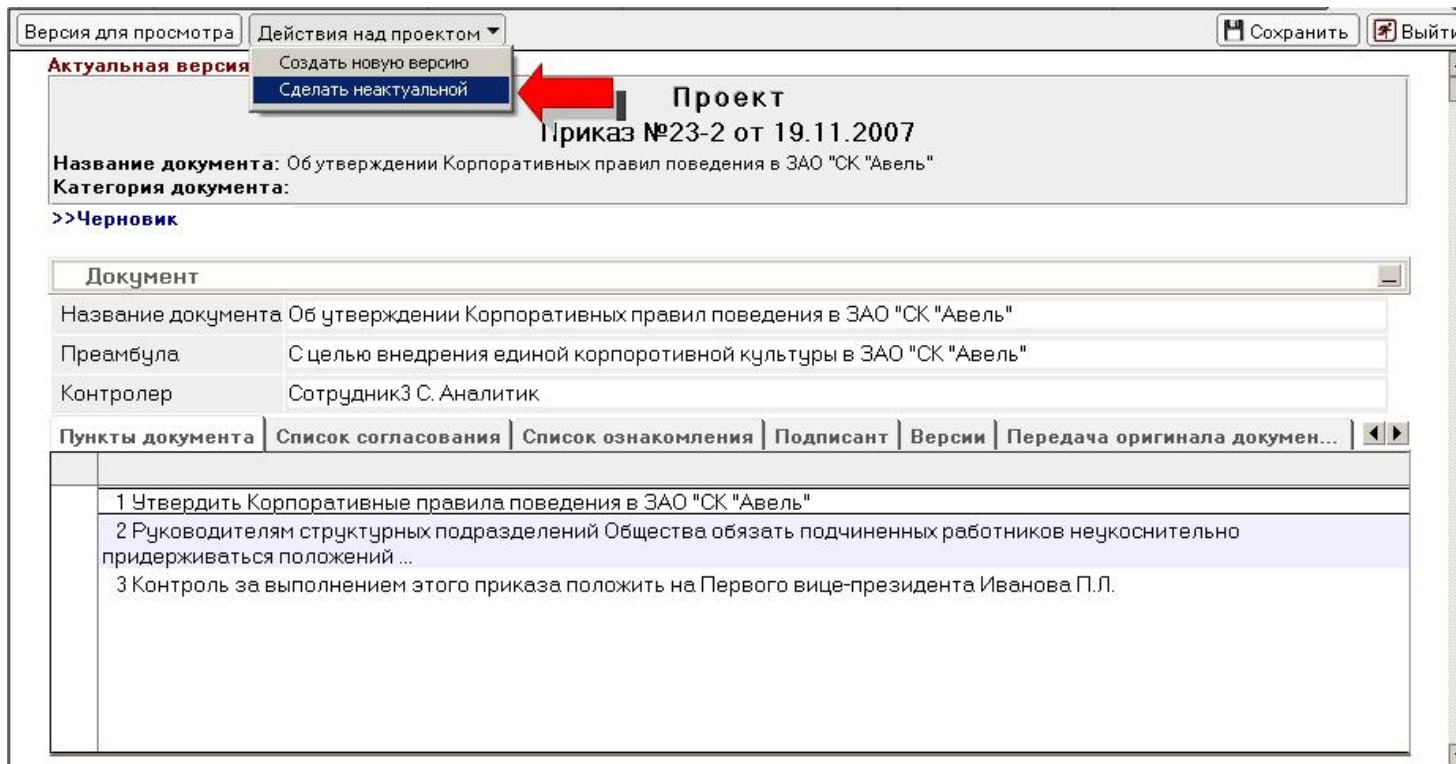 Версия для просмотра Действия над проектом Сохранить Выйти
Актуальная версия
Создать новую версию
Сделать неактуальной
Проект
Приказ №23-2 от 19.11.2007
Название документа: Об утверждении Корпоративных правил поведения в ЗАО "СК "Авель"
Категория документа:
>>Черновик
Документ
Название документа Об утверждении Корпоративных правил поведения в ЗАО "СК "Авель"
Преамбула С целью внедрения единой корпоротивной культуры в ЗАО "СК "Авель"
Контролер Сотрудник3 С. Аналитик
Пункты документа Список согласования Список ознакомления Подписант Версии Передача оригинала докумен...
1 Утвердить Корпоративные правила поведения в ЗАО "СК "Авель"
2 Руководителям структурных подразделений Общества обязать подчиненных работников неукоснительно
придерживаться положений ...
3 Контроль за выполнением этого приказа положить на Первого вице-президента Иванова П.Л.